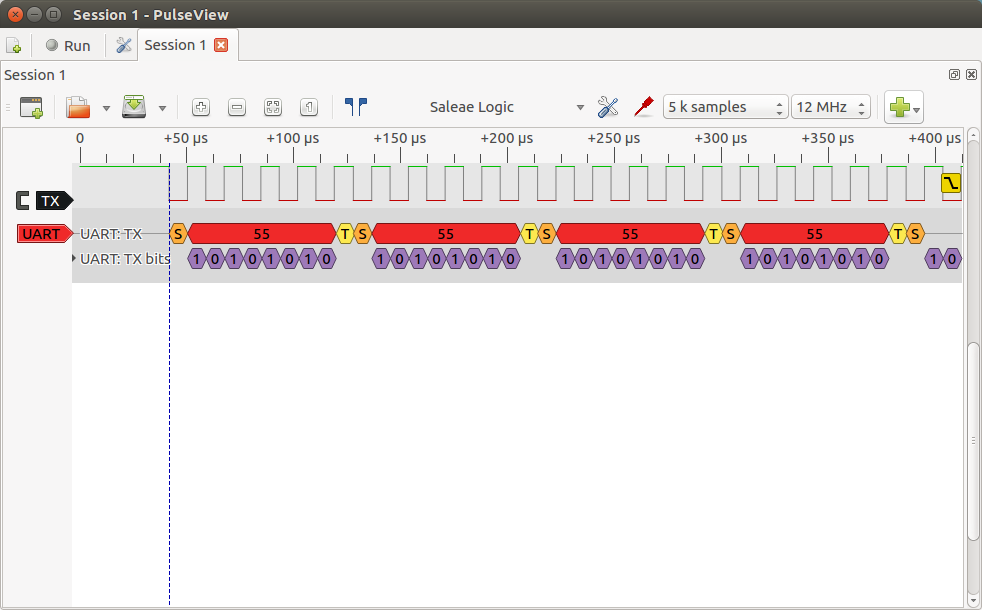 Session 1 - PulseView
Run
Session 1
Session 1
Saleae Logic 5 k samples 12 MHz
0 +50 µs +100 µs +150 µs +200 µs +250 µs +300 µs +350 µs +400 µs
TX
UART UART: TX S 55 T S 55 T S 55 T S 55 T S
UART: TX bits 1 0 1 0 1 0 1 0 1 0 1 0 1 0 1 0 1 0 1 0 1 0 1 0 1 0 1 0 1 0 1 0 1 0